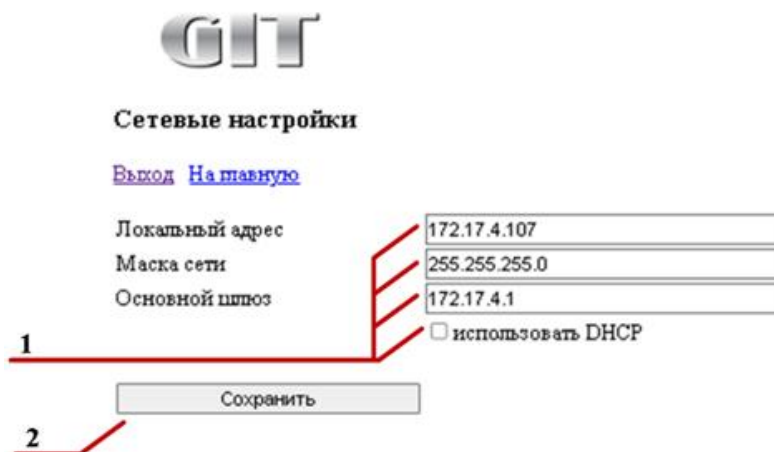 GIT
Сетевые настройки
Выход На главную
Локальный адрес 172.17.4.107
Маска сети 255.255.255.0
Основной шлюз 172.17.4.1
использовать DHCP
1
Сохранить
2